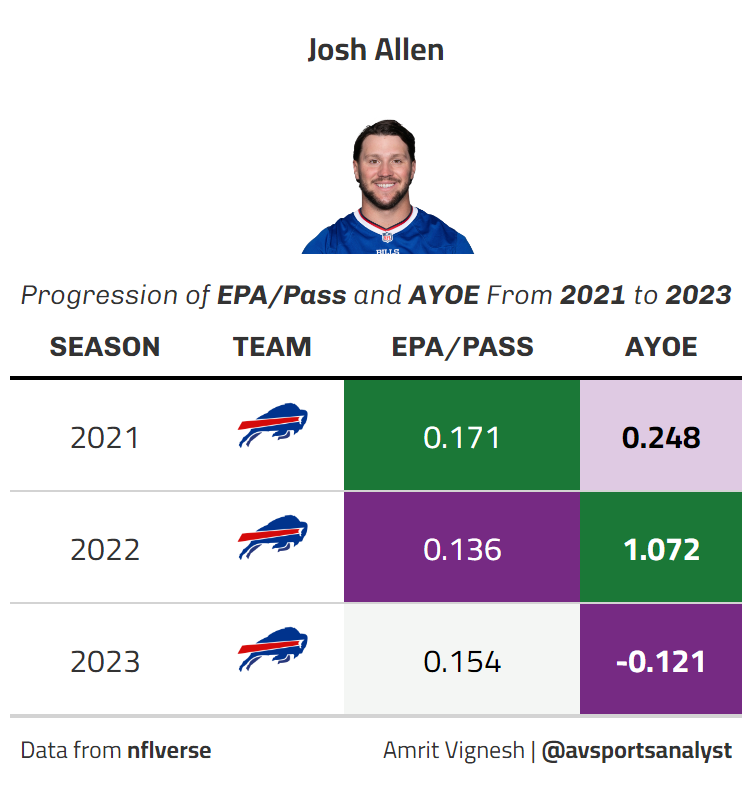 Josh Allen
BILLS
Progression of EPA/Pass and AYOE From 2021 to 2023
SEASON TEAM EPA/PASS AYOE
2021 0.171 0.248
2022 0.136 1.072
2023 0.154 -0.121
Data from nflverse Amrit Vignesh | @avsportsanalyst